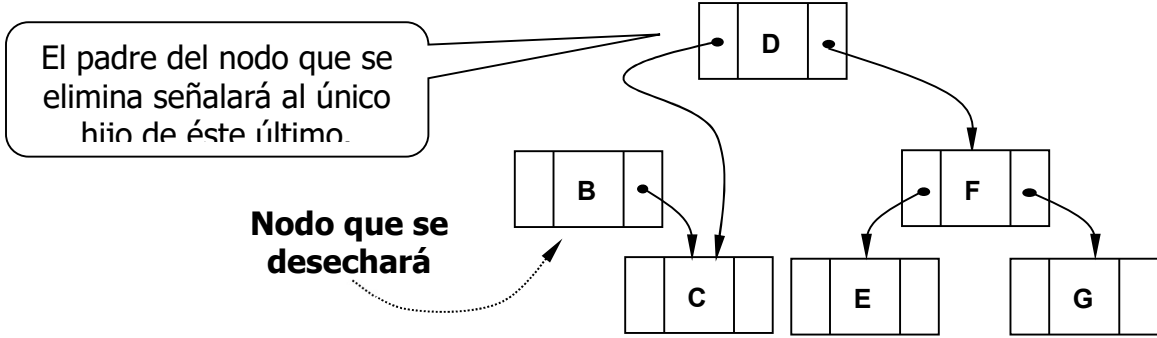 El padre del nodo que se
elimina señalará al único
hijo de éste último.
D
B
F
Nodo que se
desechará
C
E
G